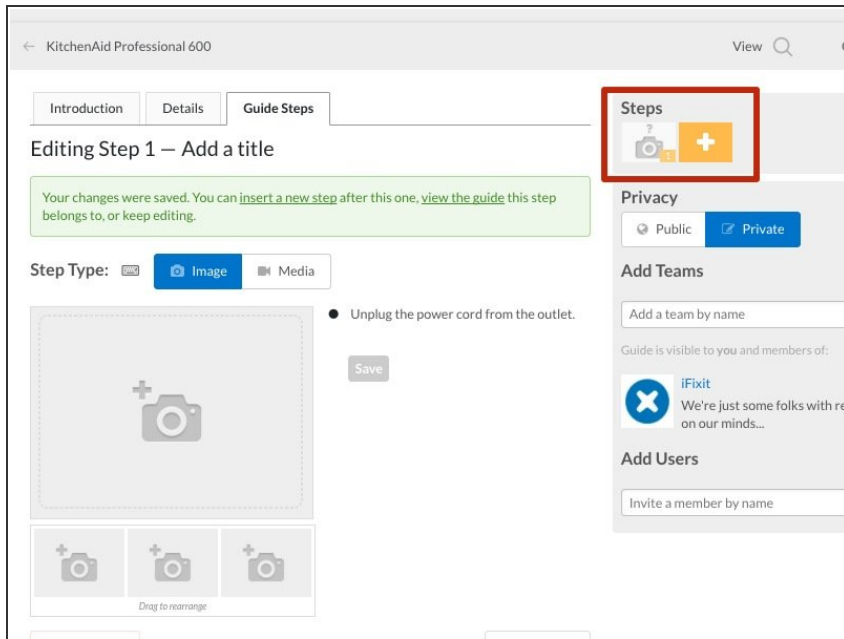 ← KitchenAid Professional 600
View
Introduction
Details
Guide Steps
Editing Step 1 — Add a title
Your changes were saved. You can insert a new step after this one, view the guide this step
belongs to, or keep editing.
Step Type:
Image
Media
Unplug the power cord from the outlet.
Save
Drag to rearrange
Steps
?
?
Privacy
Public
Private
Add Teams
Add a team by name
Guide is visible to you and members of:
iFixit
We're just some folks with re
on our minds...
Add Users
Invite a member by name